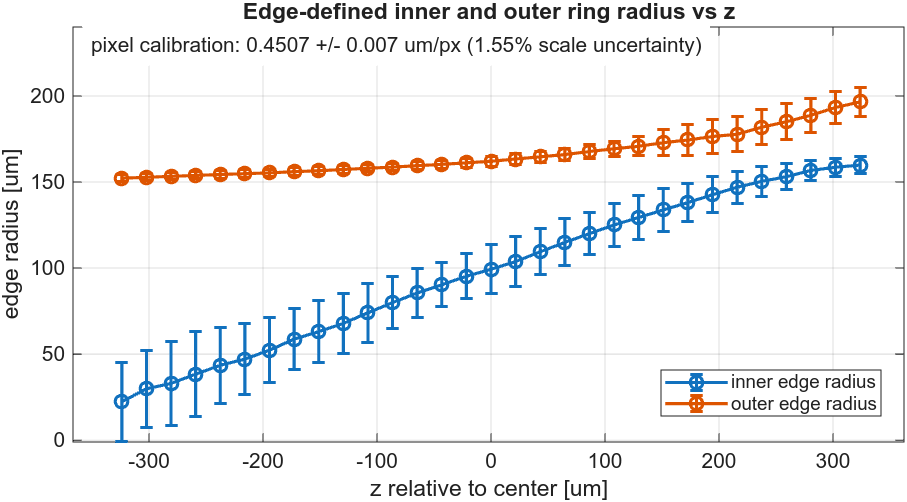 Edge-defined inner and outer ring radius vs z
pixel calibration: 0.4507 +/- 0.007 um/px (1.55% scale uncertainty)
edge radius [um]
200
150
100
50
0
-300
-200
-100
0
100
200
300
z relative to center [um]
inner edge radius
outer edge radius